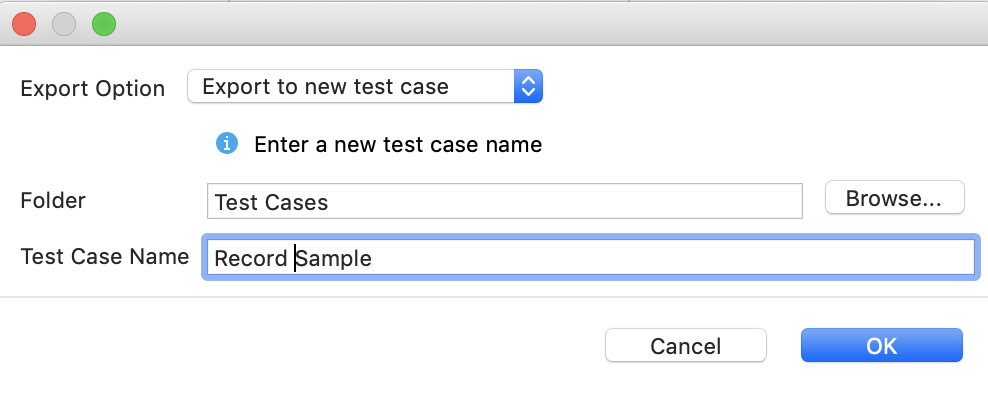 Export Option Export to new test case
Enter a new test case name
Folder Test Cases Browse...
Test Case Name Record Sample
Cancel OK